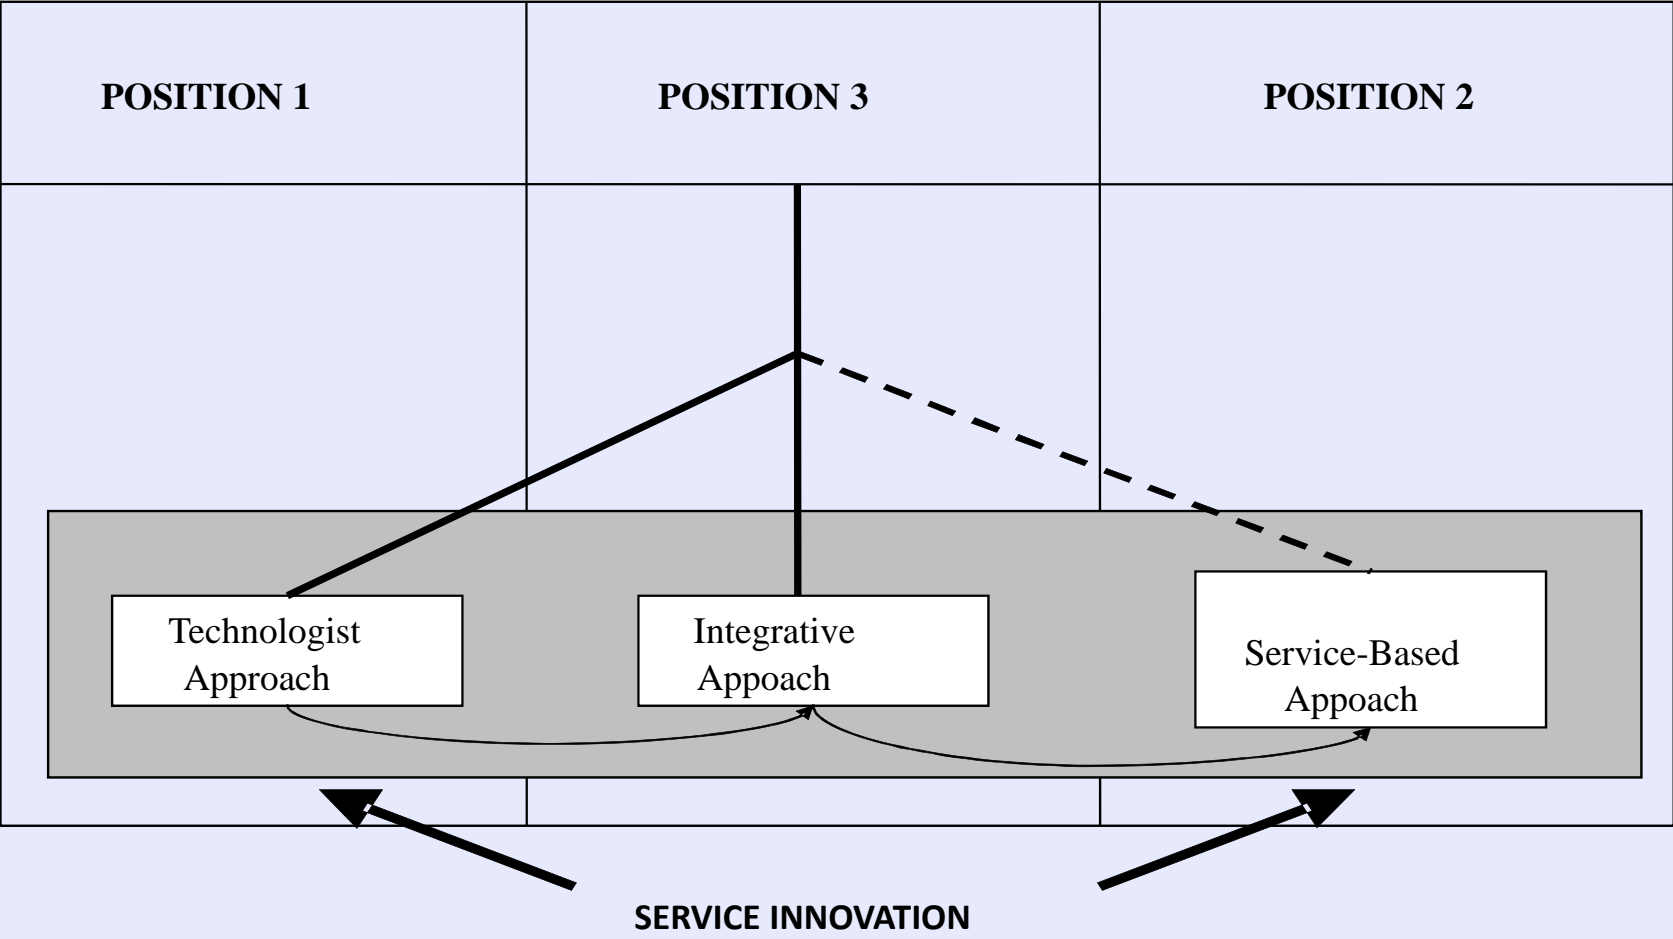 POSITION 1
POSITION 3
POSITION 2
Technologist
Approach
Integrative
Appoach
Service-Based
Appoach
SERVICE INNOVATION